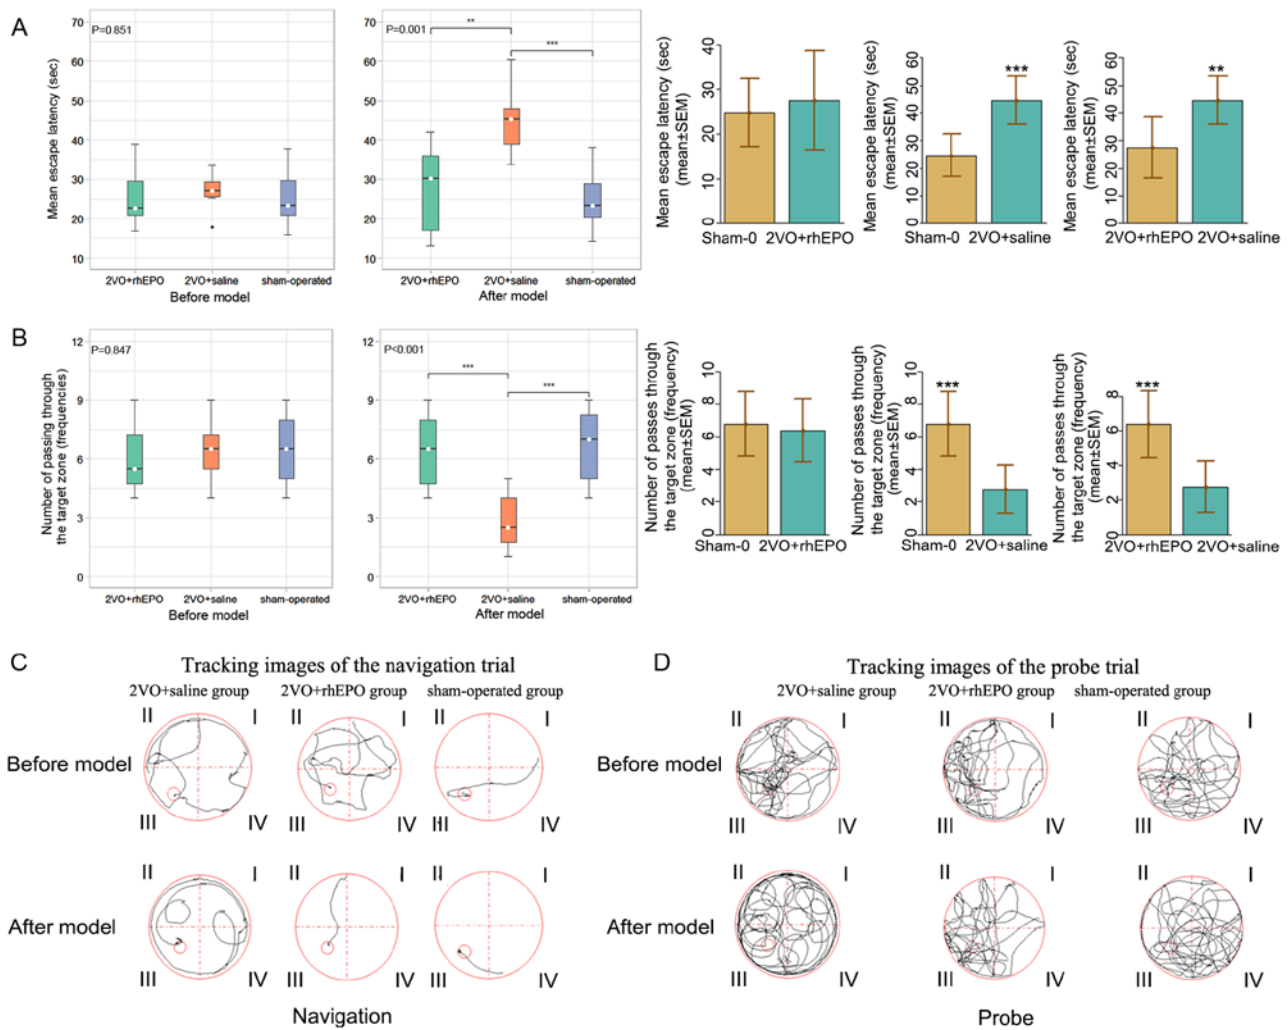 A
Mean escape latency (sec)
70
60
50
40
30
20
10
P=0.851
2VO+rhEPO 2VO+saline sham-operated
Before model
70
60
50
40
30
20
10
P=0.001
**
***
2VO+rhEPO 2VO+saline sham-operated
After model
Mean escape latency (sec)
(mean±SEM)
40
30
20
10
0
Sham-0 2VO+rhEPO
Mean escape latency (sec)
(mean±SEM)
60
50
40
30
20
10
0
***
Sham-0 2VO+saline
Mean escape latency (sec)
(mean±SEM)
60
50
40
30
20
10
0
**
2VO+rhEPO 2VO+saline
B
Number of passing through
the target zone (frequencies)
12
9
6
3
0
P=0.847
2VO+rhEPO 2VO+saline sham-operated
Before model
12
9
6
3
0
P<0.001
***
***
2VO+rhEPO 2VO+saline sham-operated
After model
Number of passes through
the target zone (frequency)
(mean±SEM)
10
8
6
4
2
0
Sham-0 2VO+rhEPO
Number of passes through
the target zone (frequency)
(mean±SEM)
10
8
6
4
2
0
***
Sham-0 2VO+saline
Number of passes through
the target zone (frequency)
(mean±SEM)
8
6
4
2
0
***
2VO+rhEPO 2VO+saline
C
Tracking images of the navigation trial
2VO+saline group 2VO+rhEPO group sham-operated group
Before model
II I II I II I
III IV III IV III IV
After model
II I II I II I
III IV III IV III IV
Navigation
D
Tracking images of the probe trial
2VO+saline group 2VO+rhEPO group sham-operated group
Before model
II I II I II I
III IV III IV III IV
After model
II I II I II I
III IV III IV III IV
Probe